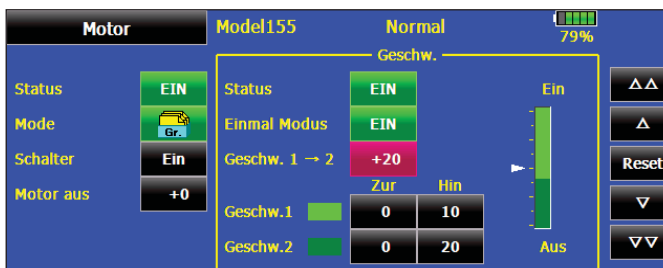 Motor Model155 Normal 79%
Geschw.
Status EIN Status EIN Ein
Mode Gr. Einmal Modus EIN
Schalter Ein Geschw. 1 → 2 +20 Reset
Zur Hin
Motor aus +0
Geschw.1 0 10
Geschw.2 0 20 Aus